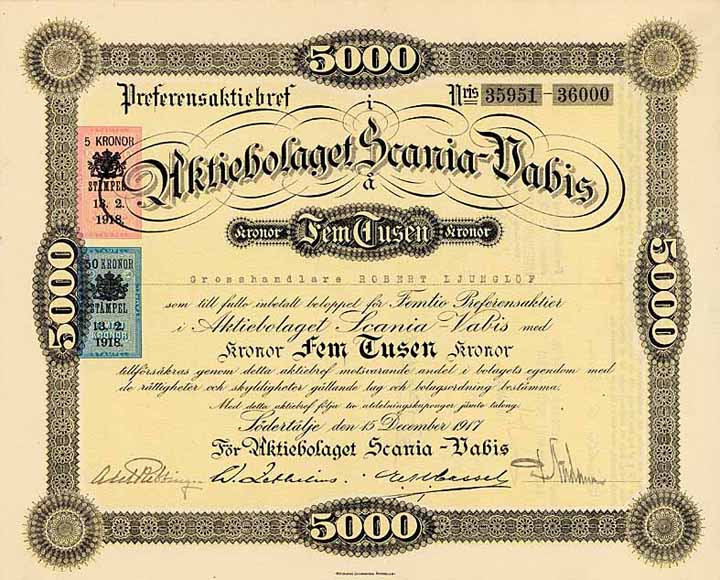 5000
Preferensaktiebref
i
Nris 35951 - 36000
Aktiebolaget Scania-Vabis
à
Kronor Fem Tusen Kronor
5 KRONOR
STÄMPEL
13. 2.
1918.
50 KRONOR
STÄMPEL
13. 2.
KRONOR
1918.
5000
5000
Grosshandlare ROBERT LJUNGLÖF
som till fullo inbetalt beloppet för Femtio Preferensaktier
i Aktiebolaget Scania-Vabis med
Kronor Fem Tusen Kronor
tillförsäkras genom detta aktiebref motsvarande andel i bolagets egendom med
de rättigheter och skyldigheter gällande lag och bolagsordning bestämma.
Med detta aktiebref följa tio utdelningskuponger jämte talong.
Södertälje den 15 December 1917
För Aktiebolaget Scania-Vabis
5000